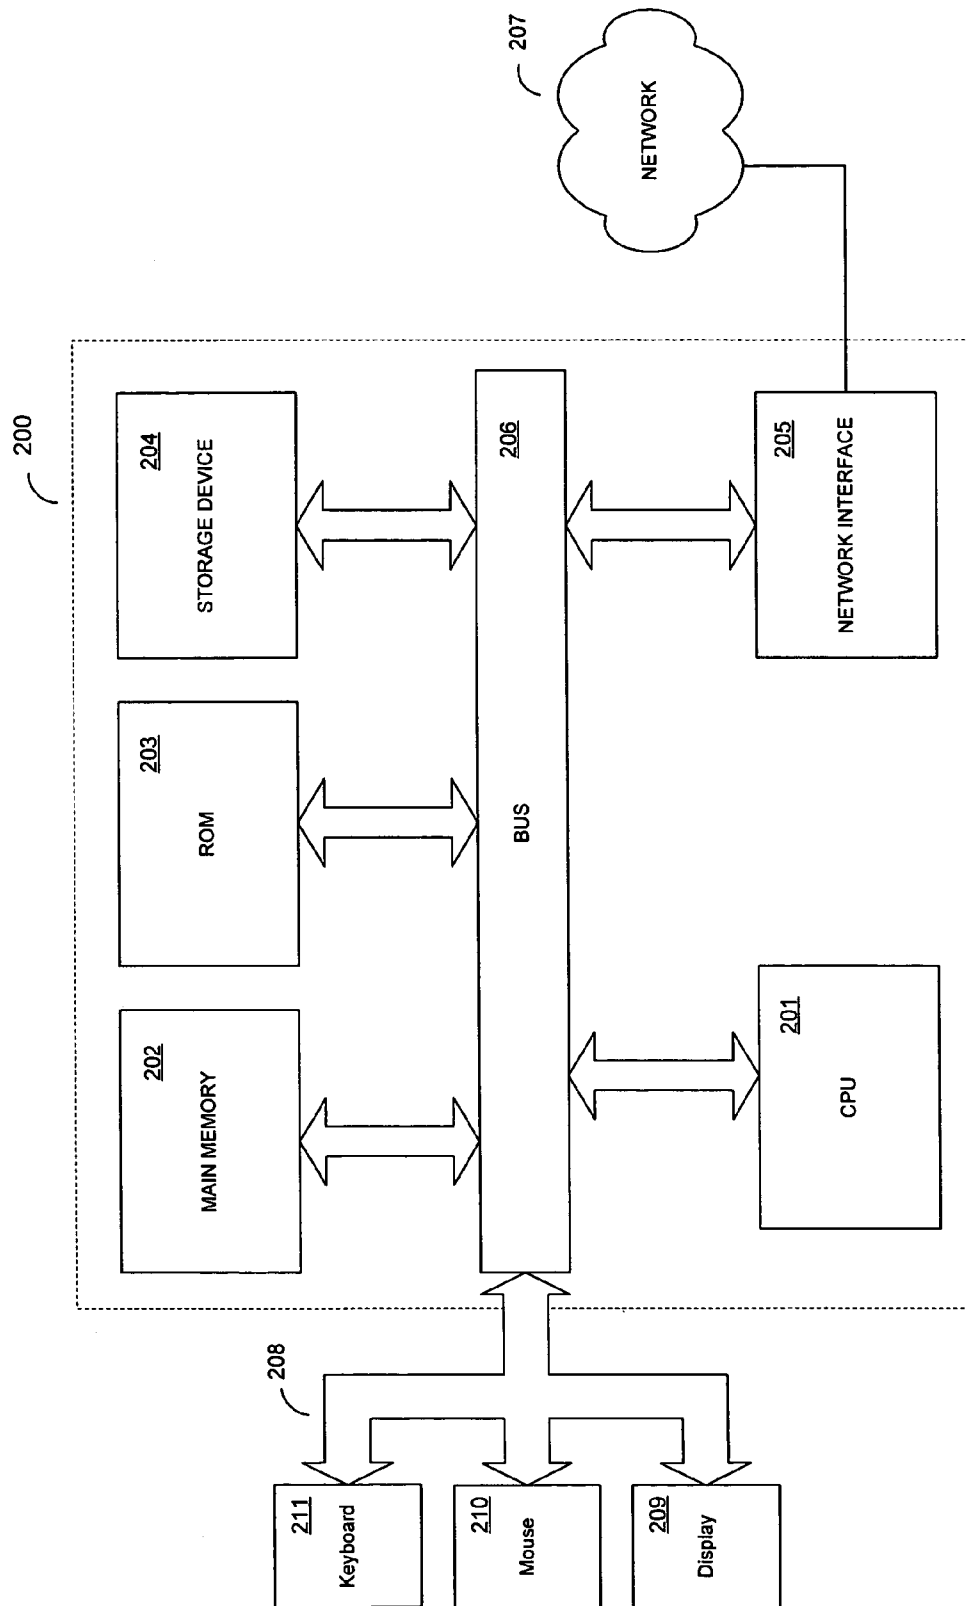 200
207
208
211
Keyboard
210
Mouse
209
Display
202
MAIN MEMORY
203
ROM
204
STORAGE DEVICE
206
BUS
201
CPU
205
NETWORK INTERFACE
NETWORK